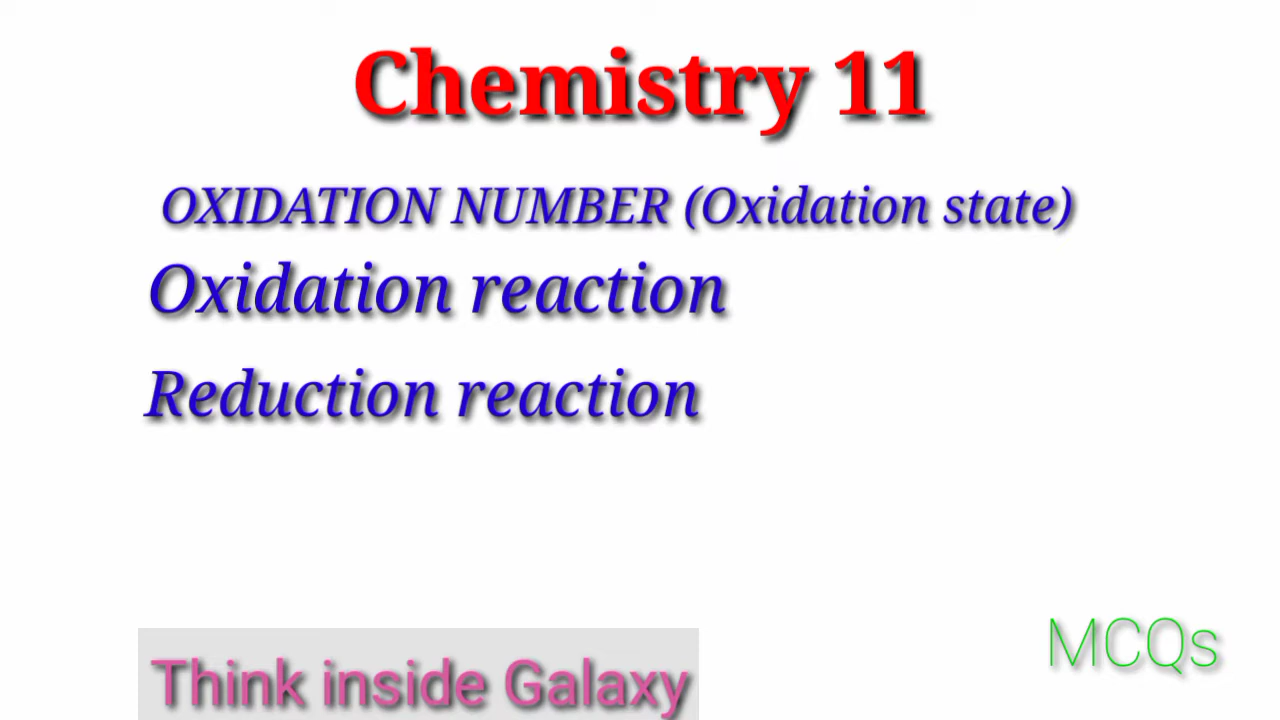 Chemistry 11
OXIDATION NUMBER (Oxidation state)
Oxidation reaction
Reduction reaction
MCQs
Think inside Galaxy